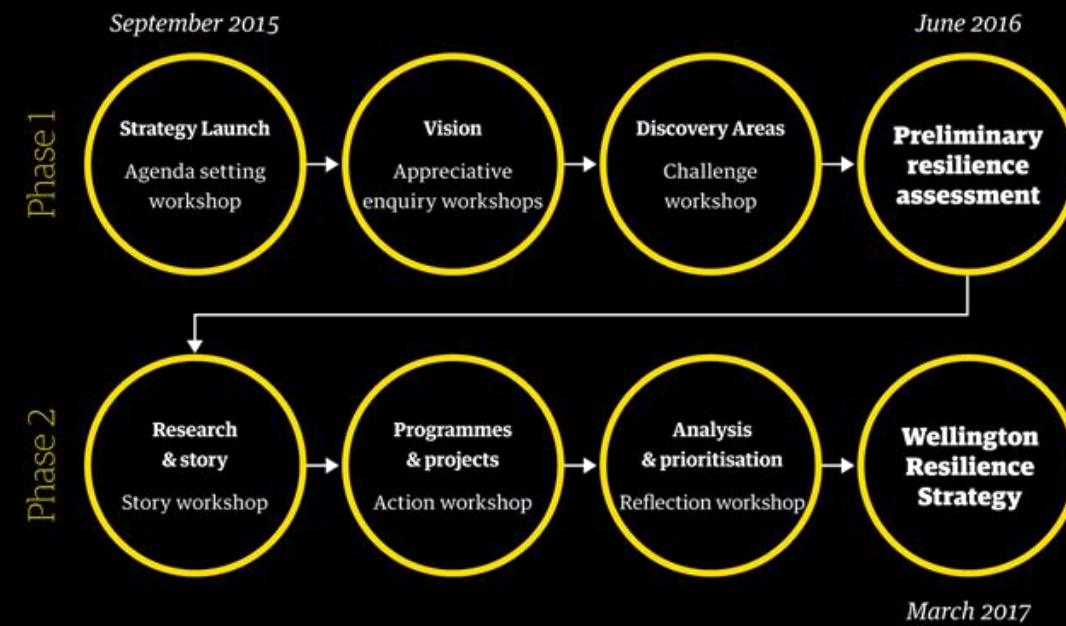 September 2015
June 2016
Phase 1
Strategy Launch
Agenda setting
workshop
Vision
Appreciative
enquiry workshops
Discovery Areas
Challenge
workshop
Preliminary
resilience
assessment
Phase 2
Research
& story
Story workshop
Programmes
& projects
Action workshop
Analysis
& prioritisation
Reflection workshop
Wellington
Resilience
Strategy
March 2017